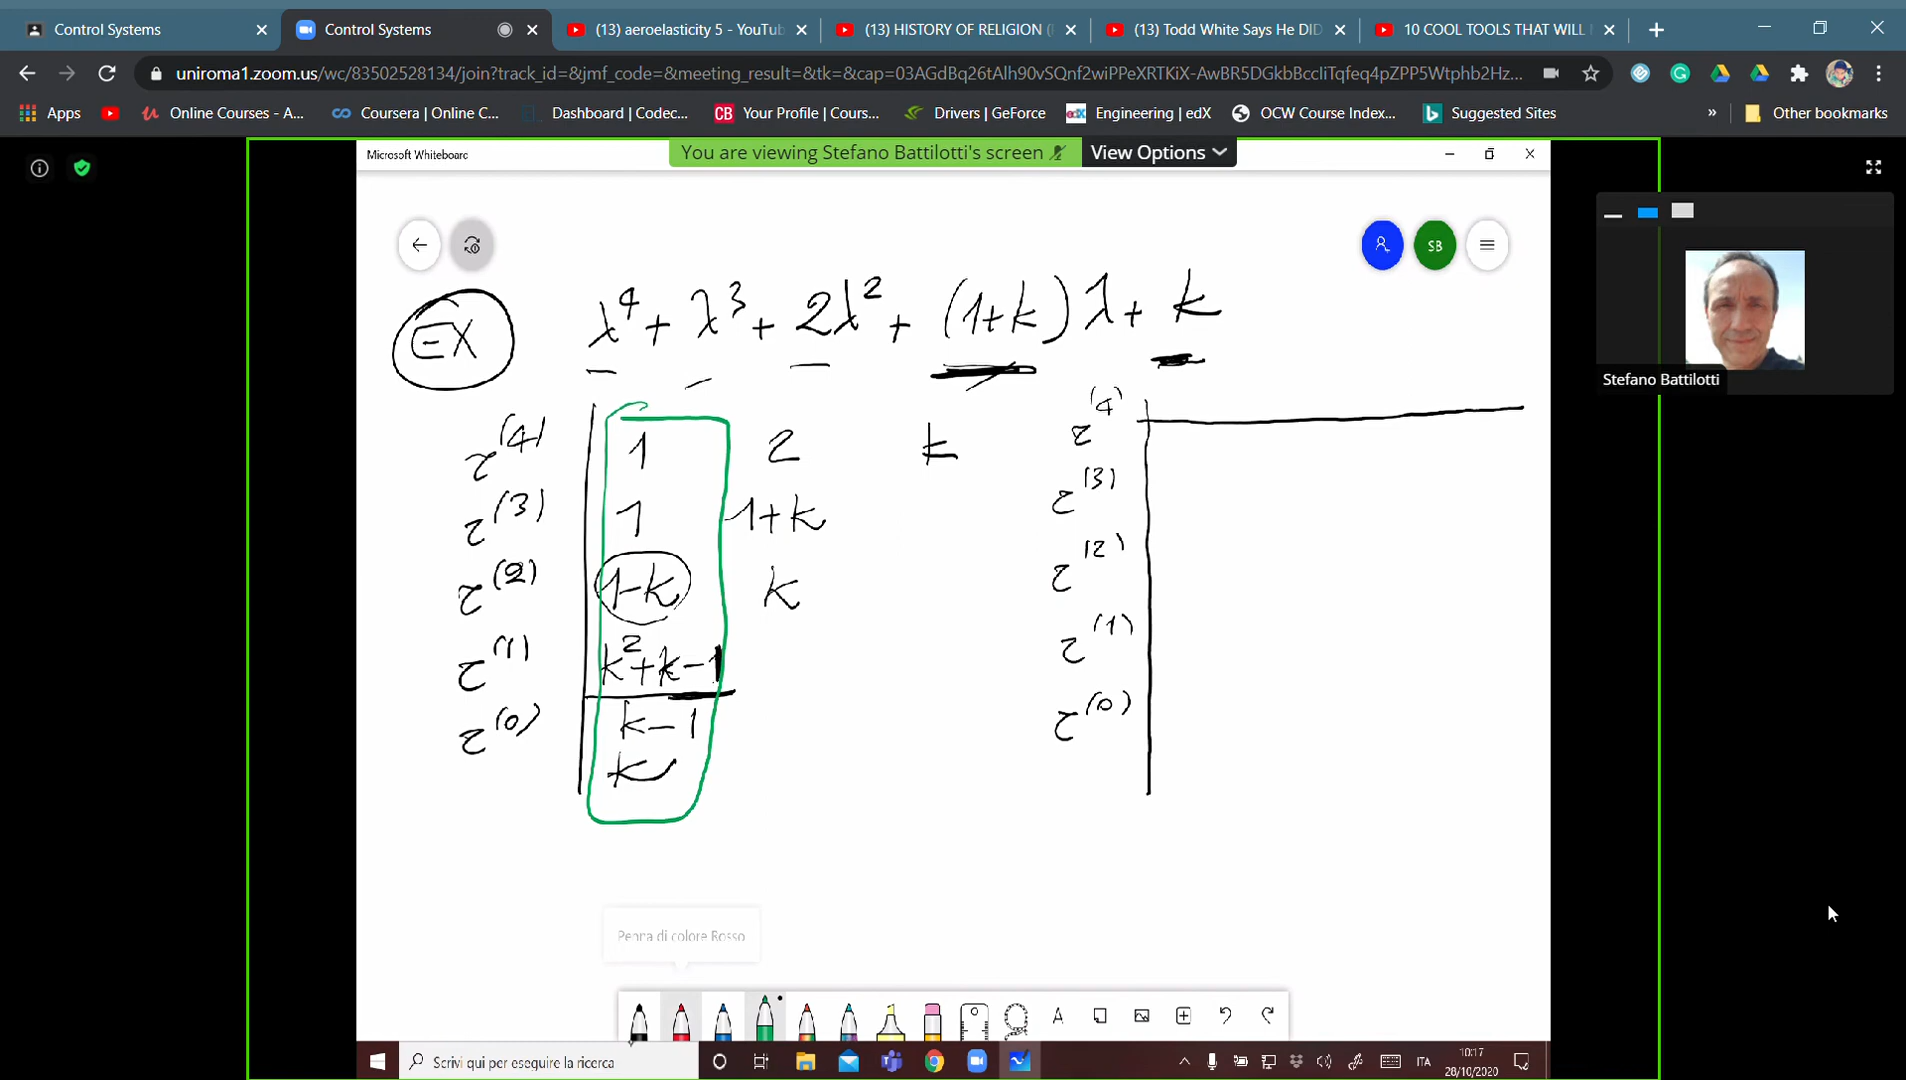 Control Systems
Control Systems
(13) aeroelasticity 5 - YouTub
(13) HISTORY OF RELIGION (
(13) Todd White Says He DID
10 COOL TOOLS THAT WILL
uniroma1.zoom.us/wc/83502528134/join?track_id=&jmf_code=&meeting_result=&tk=&cap=03AGdBq26tAlh90vSQnf2wiPPeXRTKiX-AwBR5DGkbBccIiTqfeq4pZPP5Wtphb2Hz...
Apps
Online Courses - A...
Coursera | Online C...
Dashboard | Codec...
Your Profile | Cours...
Drivers | GeForce
Engineering | edX
OCW Course Index...
Suggested Sites
»
Other bookmarks
Microsoft Whiteboard
You are viewing Stefano Battilotti's screen
View Options
SB
Stefano Battilotti
EX
λ⁴ + λ³ + 2λ² + (1+k)λ + k
r⁽⁴⁾ 1 2 k
r⁽³⁾ 1 1+k
r⁽²⁾ 1-k k
r⁽¹⁾ k²+k-1
r⁽⁰⁾ k-1
k
r⁽⁴⁾
r⁽³⁾
r⁽²⁾
r⁽¹⁾
r⁽⁰⁾
Penna di colore Rosso
Scrivi qui per eseguire la ricerca
ITA
10:17
28/10/2020